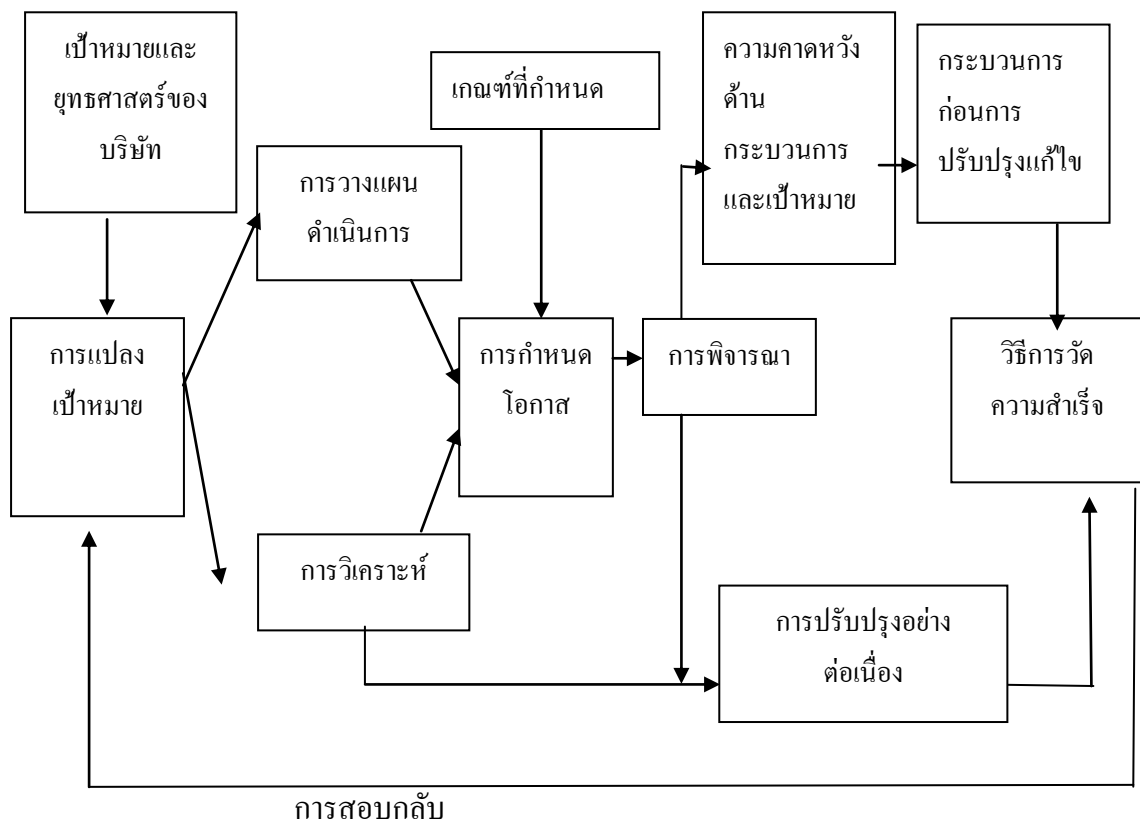 เป้าหมายและ
ยุทธศาสตร์ของ
บริษัท
เกณฑ์ที่กำหนด
ความคาดหวัง
ด้าน
กระบวนการ
และเป้าหมาย
กระบวนการ
ก่อนการ
ปรับปรุงแก้ไข
การวางแผน
ดำเนินการ
การแปลง
เป้าหมาย
การกำหนด
โอกาส
การพิจารณา
วิธีการวัด
ความสำเร็จ
การวิเคราะห์
การปรับปรุงอย่าง
ต่อเนื่อง
การสอบกลับ